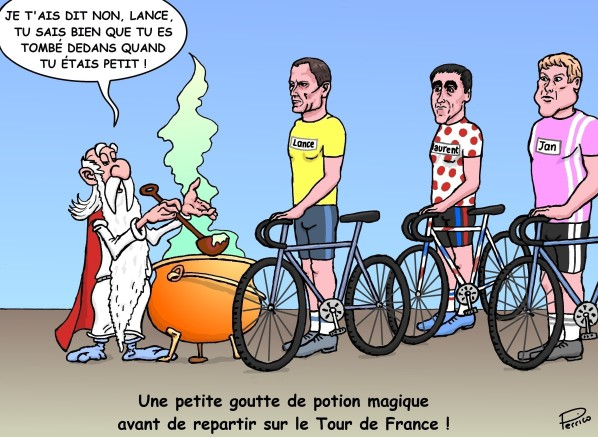 JE T'AIS DIT NON, LANCE,
TU SAIS BIEN QUE TU ES
TOMBÉ DEDANS QUAND
TU ÉTAIS PETIT !
Lance
aurent
Jan
Une petite goutte de potion magique
avant de repartir sur le Tour de France !
Perrico